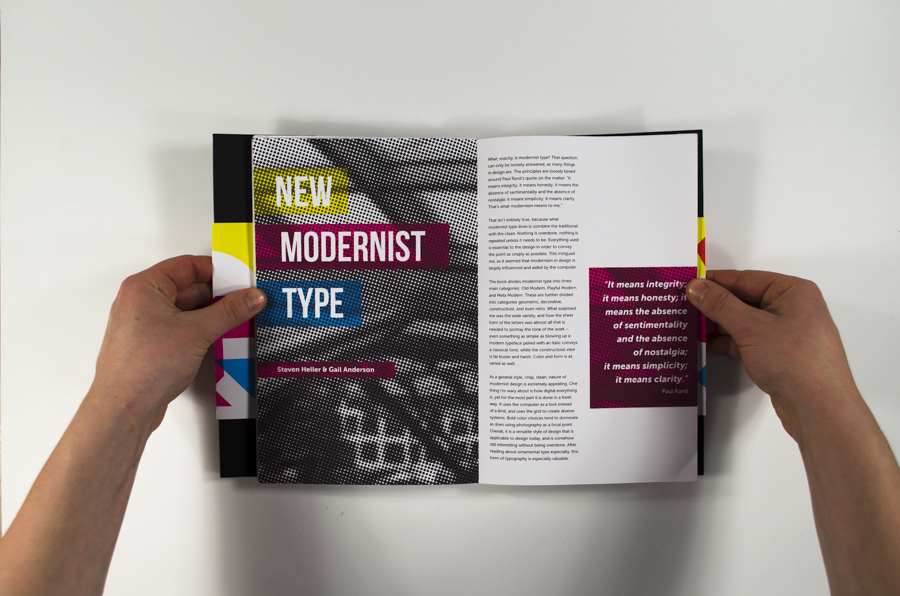 NEW
MODERNIST
TYPE
Steven Heller & Gail Anderson
What, exactly, is modernist type? That question
can only be loosely answered, as many things
in design are. The principles are loosely based
around Paul Rand's quote on the matter: "It
means integrity; it means honesty; it means the
absence of sentimentality and the absence of
nostalgia; it means simplicity; it means clarity.
That's what modernism means to me."
That isn't entirely true, because what
modernist type does is combine the traditional
with the clean. Nothing is overdone, nothing is
repeated unless it needs to be. Everything used
is essential to the design in order to convey
the point as crisply as possible. This intrigued
me, as it seemed that modernism in design is
largely influenced and aided by the computer.
The book divides modernist type into three
main categories: Old Modern, Playful Modern,
and Meta Modern. These are further divided
into categories geometric, decorative,
constructivist, and even retro. What surprised
me was the wide variety, and how the sheer
form of the letters was almost all that is
needed to portray the tone of the work -
even something as simple as blowing up a
modern typeface paired with an italic conveys
a classical tone, while the constructivist view
is far busier and harsh. Color and form is as
varied as well.
As a general style, crisp, clean, nature of
modernist design is extremely appealing. One
thing I'm wary about is how digital everything
is, yet for the most part it is done in a fresh
way. It uses the computer as a tool instead
of a limit, and uses the grid to create diverse
systems. Bold color choices tend to dominate
as does using photography as a focal point.
Overall, it is a versatile style of design that is
applicable to design today, and is somehow
still interesting without being overdone. After
reading about ornamental type especially, this
form of typography is especially valuable.
"It means integrity;
it means honesty; it
means the absence
of sentimentality
and the absence
of nostalgia;
it means simplicity;
it means clarity."
Paul Rand